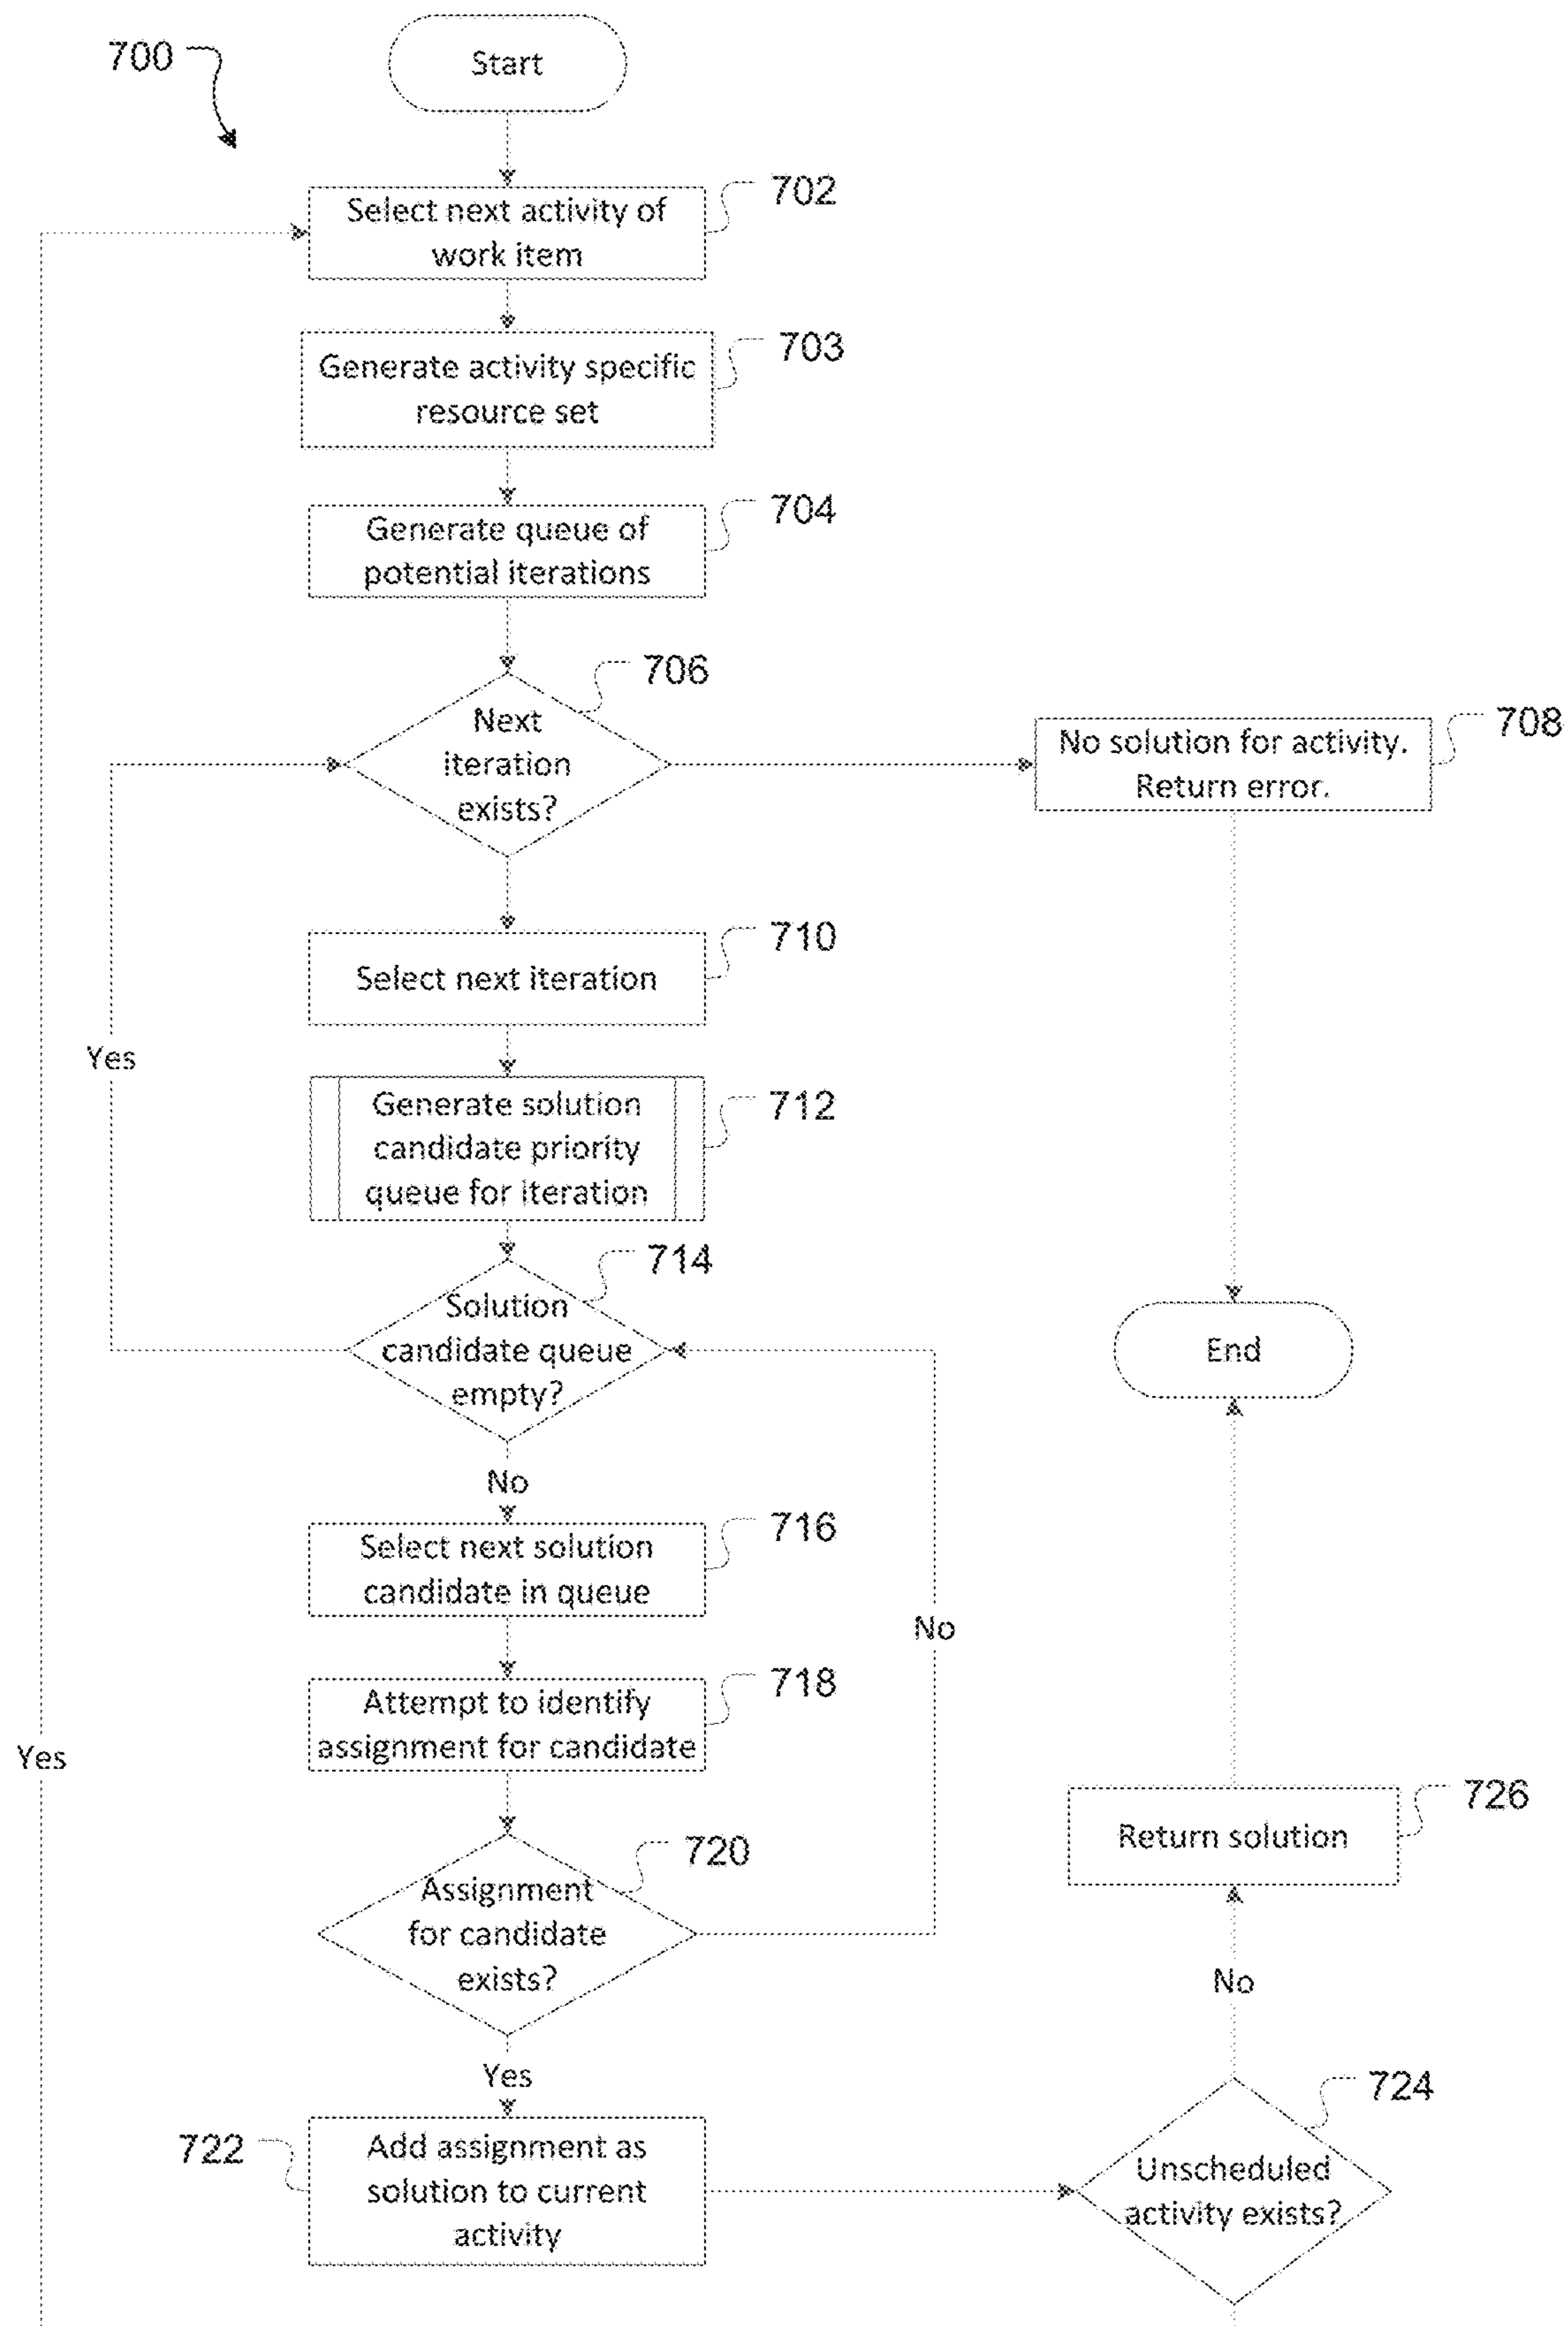 700
Start
702
Select next activity of
work item
703
Generate activity specific
resource set
704
Generate queue of
potential iterations
706
Next
iteration
exists?
708
No solution for activity.
Return error.
710
Select next iteration
Yes
712
Generate solution
candidate priority
queue for iteration
714
Solution
candidate queue
empty?
End
No
716
Select next solution
candidate in queue
No
718
Attempt to identify
assignment for candidate
Yes
726
Return solution
720
Assignment
for candidate
exists?
No
Yes
724
722
Add assignment as
solution to current
activity
Unscheduled
activity exists?